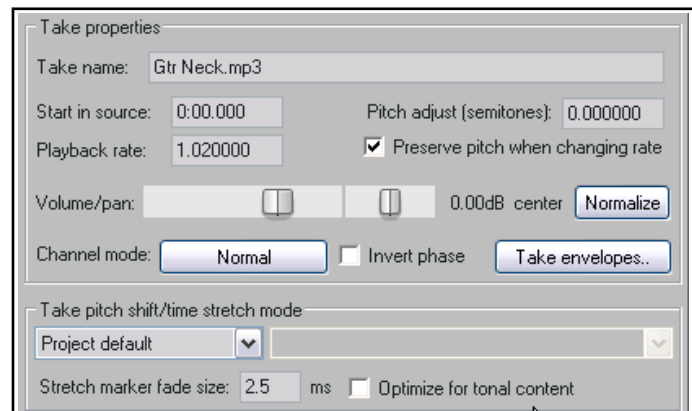 Take properties
Take name: Gtr Neck.mp3
Start in source: 0:00.000 Pitch adjust (semitones): 0.000000
Playback rate: 1.020000 Preserve pitch when changing rate
Volume/pan: 0.00dB center Normalize
Channel mode: Normal Invert phase Take envelopes..
Take pitch shift/time stretch mode
Project default
Stretch marker fade size: 2.5 ms Optimize for tonal content